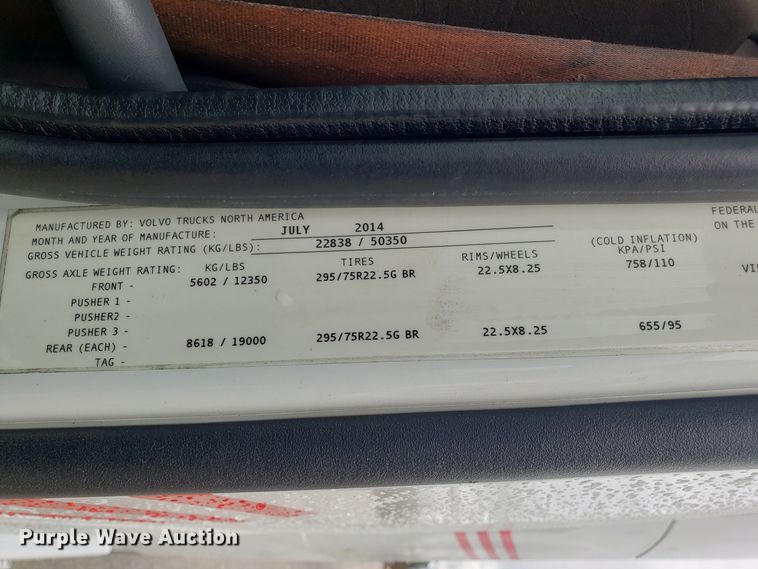 MANUFACTURED BY: VOLVO TRUCKS NORTH AMERICA
MONTH AND YEAR OF MANUFACTURE: JULY 2014
GROSS VEHICLE WEIGHT RATING (KG/LBS): 22838 / 50350
FEDERAL
ON THE
GROSS AXLE WEIGHT RATING: KG/LBS TIRES RIMS/WHEELS (COLD INFLATION) KPA/PSI
FRONT - 5602 / 12350 295/75R22.5G BR 22.5X8.25 758/110
PUSHER 1 -
PUSHER2 -
PUSHER 3 -
REAR (EACH) - 8618 / 19000 295/75R22.5G BR 22.5X8.25 655/95
TAG -
Purple Wave Auction